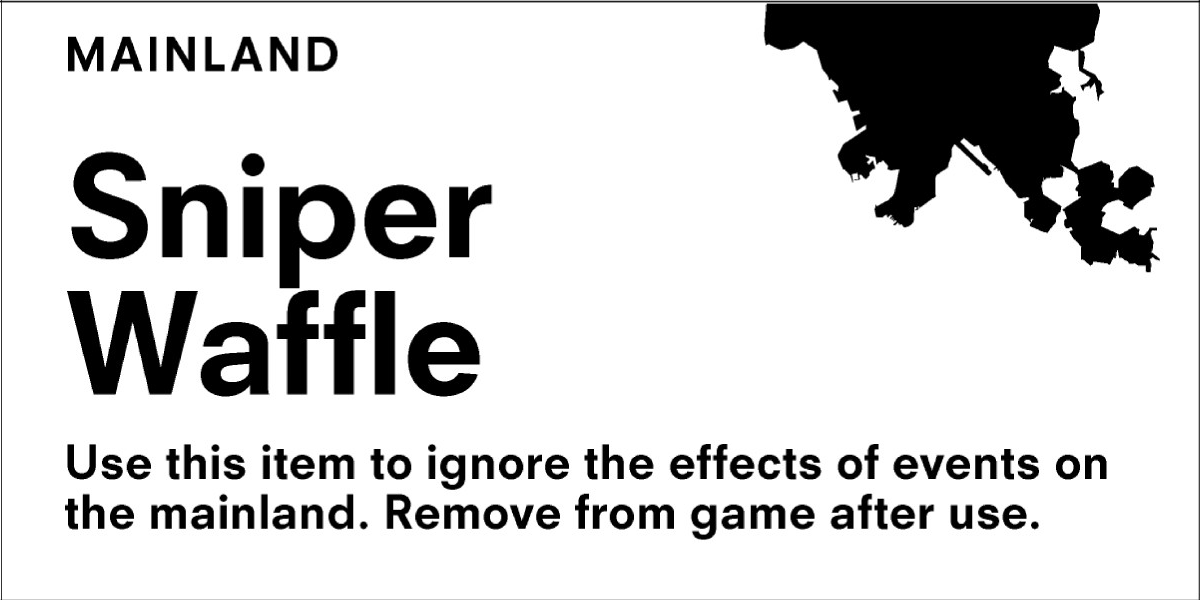 MAINLAND
Sniper
Waffle
Use this item to ignore the effects of events on
the mainland. Remove from game after use.